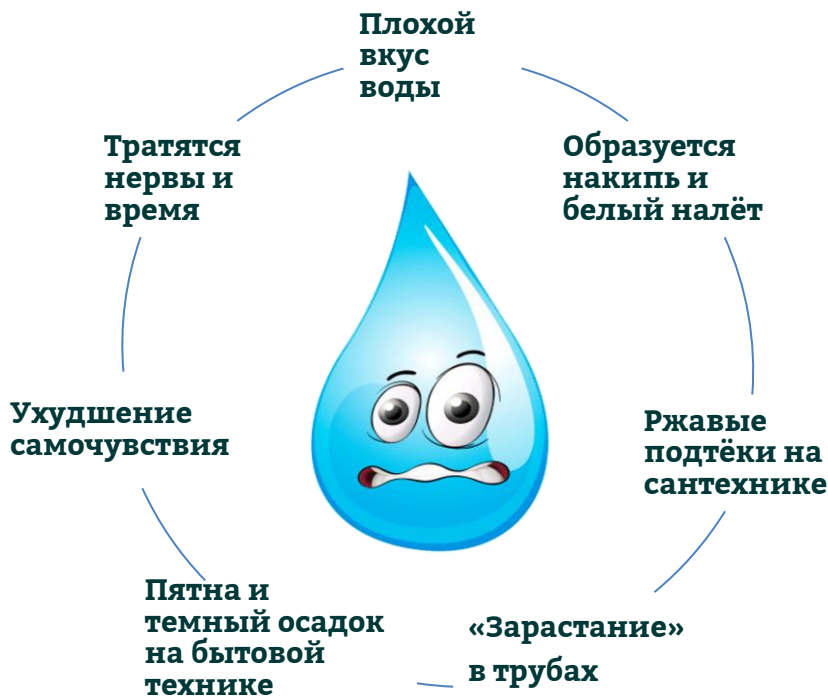 Плохой
вкус
воды
Образуется
накипь и
белый налёт
Ржавые
подтёки на
сантехнике
«Зарастание»
в трубах
Пятна и
темный осадок
на бытовой
технике
Ухудшение
самочувствия
Тратятся
нервы и
время